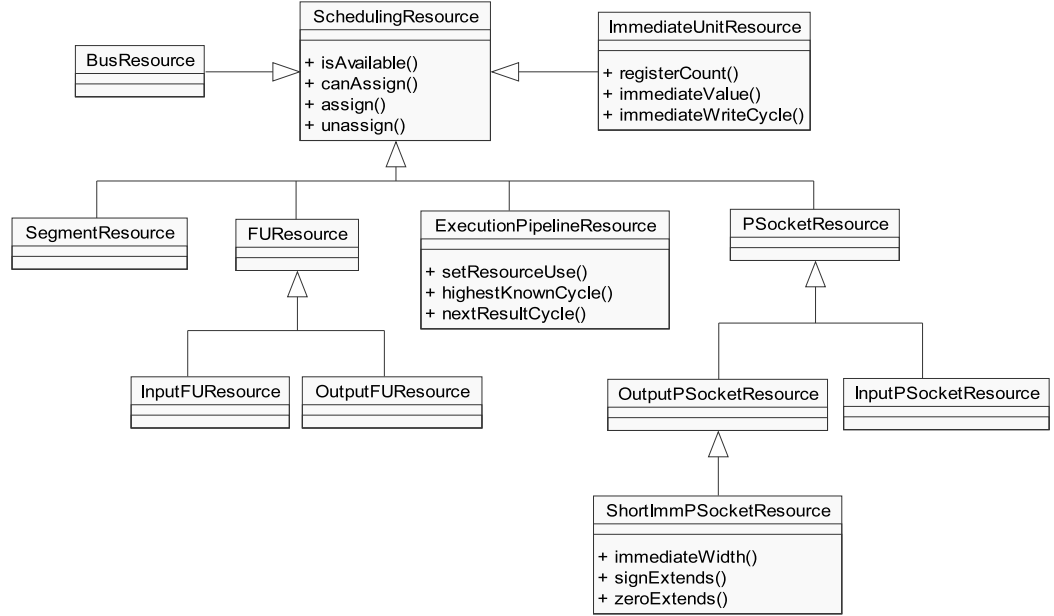 SchedulingResource
+ isAvailable()
+ canAssign()
+ assign()
+ unassign()
ImmediateUnitResource
+ registerCount()
+ immediateValue()
+ immediateWriteCycle()
BusResource
SegmentResource
FUResource
ExecutionPipelineResource
+ setResourceUse()
+ highestKnownCycle()
+ nextResultCycle()
PSocketResource
InputFUResource
OutputFUResource
OutputPSocketResource
InputPSocketResource
ShortImmPSocketResource
+ immediateWidth()
+ signExtends()
+ zeroExtends()